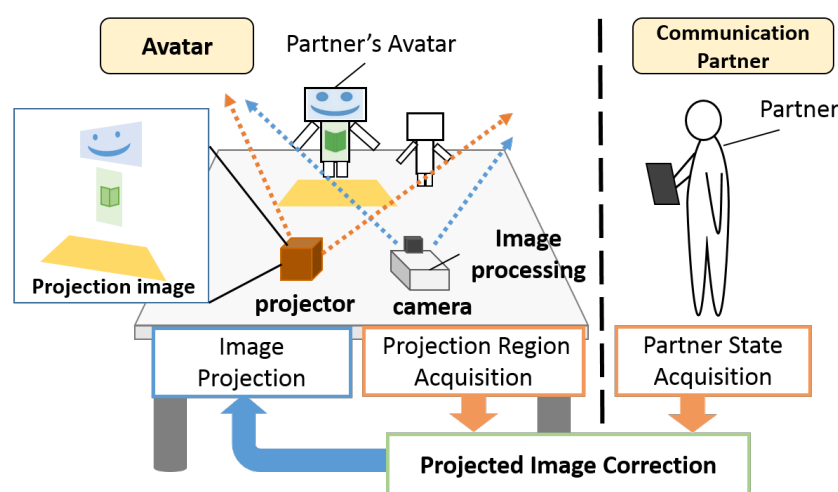 Avatar
Partner's Avatar
Communication
Partner
Partner
Projection image
projector
camera
Image
processing
Image
Projection
Projection Region
Acquisition
Partner State
Acquisition
Projected Image Correction